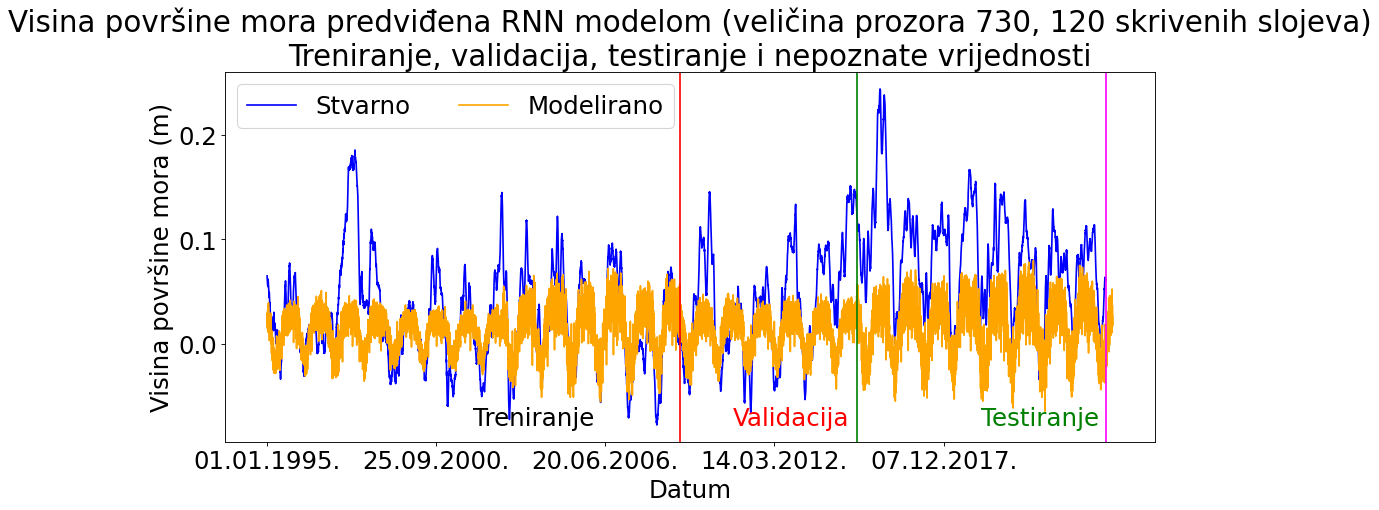 Visina površine mora predviđena RNN modelom (veličina prozora 730, 120 skrivenih slojeva)
Treniranje, validacija, testiranje i nepoznate vrijednosti
Stvarno
Modelirano
Visina površine mora (m)
0.2
0.1
0.0
Treniranje
Validacija
Testiranje
01.01.1995.
25.09.2000.
20.06.2006.
14.03.2012.
07.12.2017.
Datum